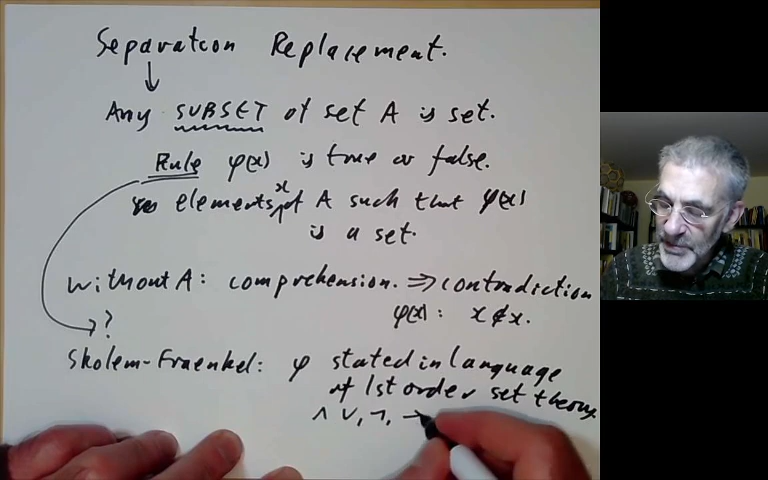 Separation Replacement.
↓
Any SUBSET of set A is set.
Rule φ(x) is true or false.
elements x of A such that φ(x)
is a set.
without A: comprehension. ⇒ contradiction
φ(x): x ∉ x.
?
Skolem-Fraenkel: φ stated in language
of 1st order set theory.
∧ ∨, ¬, →